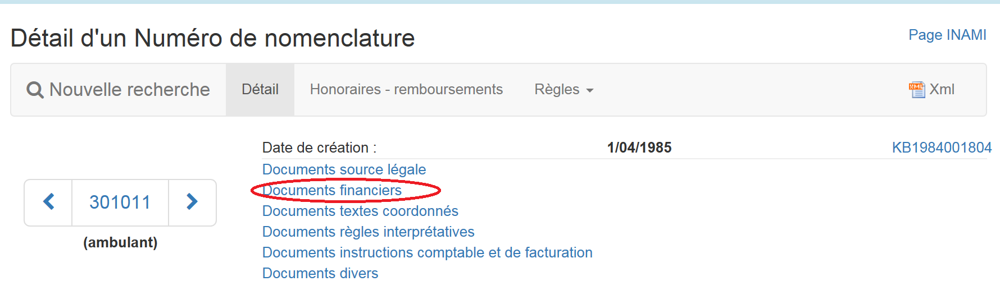 Détail d'un Numéro de nomenclature
Page INAMI
Nouvelle recherche
Détail
Honoraires - remboursements
Règles
XML
Xml
Date de création :
1/04/1985
KB1984001804
Documents source légale
Documents financiers
Documents textes coordonnés
Documents règles interprétatives
Documents instructions comptable et de facturation
Documents divers
301011
(ambulant)